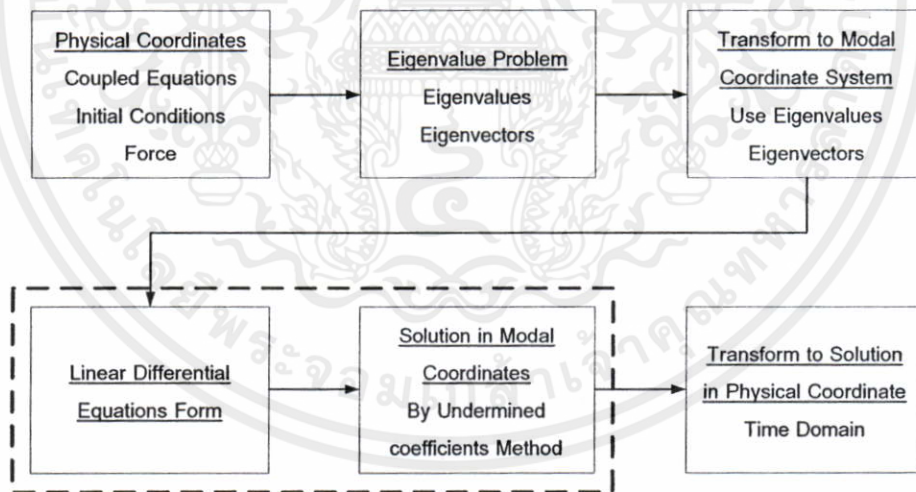 Physical Coordinates
Coupled Equations
Initial Conditions
Force
Eigenvalue Problem
Eigenvalues
Eigenvectors
Transform to Modal
Coordinate System
Use Eigenvalues
Eigenvectors
Linear Differential
Equations Form
Solution in Modal
Coordinates
By Undermined
coefficients Method
Transform to Solution
in Physical Coordinate
Time Domain